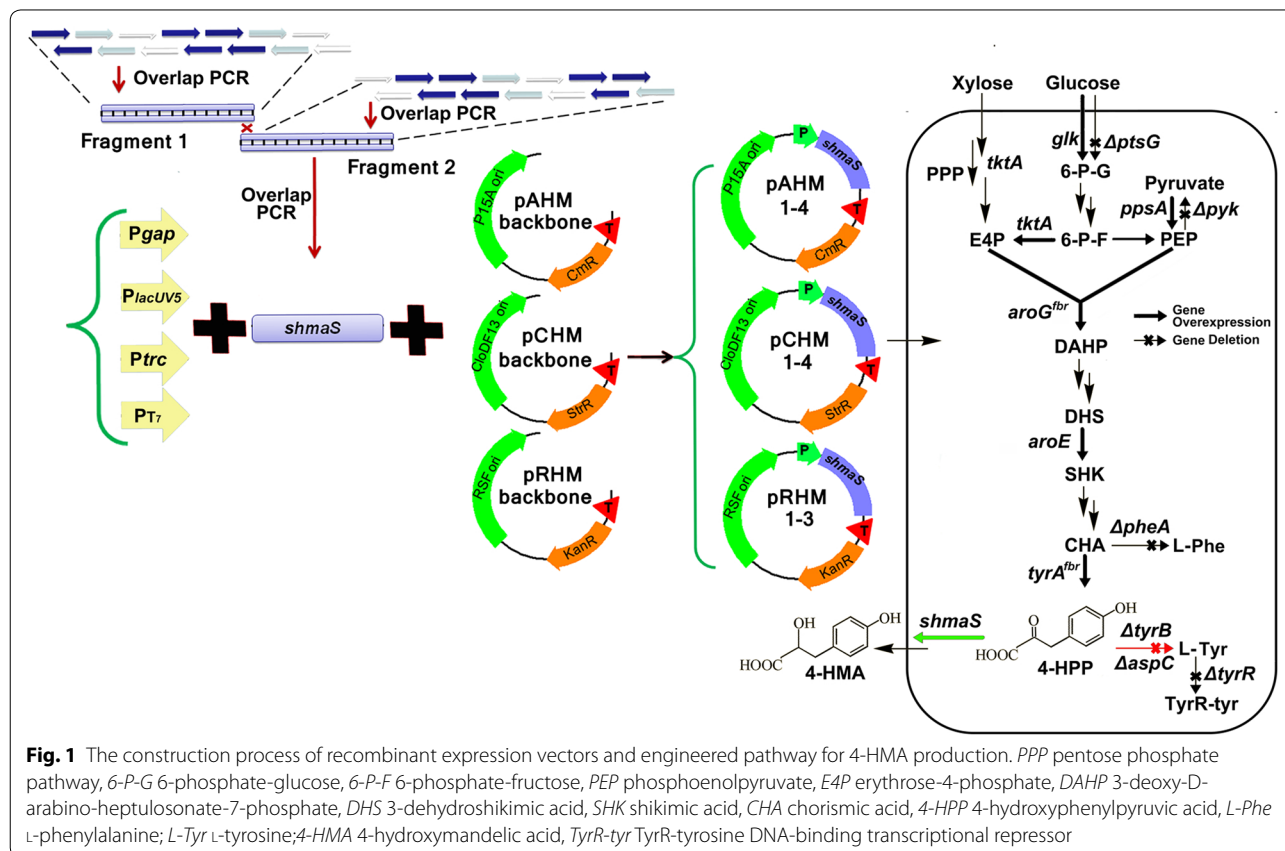 Overlap PCR
Fragment 1
Overlap PCR
Fragment 2
Overlap
PCR
Pgap
PlacUV5
Ptrc
PT7
shmaS
P15A ori
pAHM
backbone
T
CmR
CloDF13 ori
pCHM
backbone
T
StrR
RSF ori
pRHM
backbone
T
KanR
P
shmaS
P15A ori
pAHM
1-4
T
CmR
P
shmaS
CloDF13 ori
pCHM
1-4
T
StrR
P
shmaS
RSF ori
pRHM
1-3
T
KanR
Xylose
Glucose
glk
ΔptsG
PPP
tktA
6-P-G
Pyruvate
ppsA
Δpyk
E4P
tktA
6-P-F
PEP
aroGfbr
Gene
Overexpression
Gene Deletion
DAHP
DHS
aroE
SHK
ΔpheA
CHA
L-Phe
tyrAfbr
shmaS
OH
OH
HOOC
4-HMA
O
OH
HOOC
4-HPP
ΔtyrB
L-Tyr
ΔaspC
ΔtyrR
TyrR-tyr
Fig. 1 The construction process of recombinant expression vectors and engineered pathway for 4-HMA production. PPP pentose phosphate
pathway, 6-P-G 6-phosphate-glucose, 6-P-F 6-phosphate-fructose, PEP phosphoenolpyruvate, E4P erythrose-4-phosphate, DAHP 3-deoxy-D-
arabino-heptulosonate-7-phosphate, DHS 3-dehydroshikimic acid, SHK shikimic acid, CHA chorismic acid, 4-HPP 4-hydroxyphenylpyruvic acid, L-Phe
L-phenylalanine; L-Tyr L-tyrosine;4-HMA 4-hydroxymandelic acid, TyrR-tyr TyrR-tyrosine DNA-binding transcriptional repressor